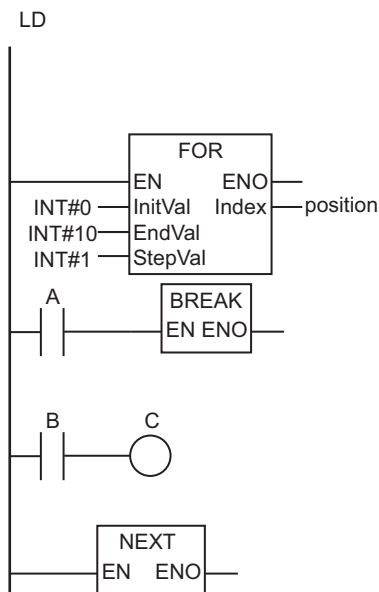 LD
FOR
EN ENO
INT#0 InitVal Index position
INT#10 EndVal
INT#1 StepVal
A
BREAK
EN ENO
B C
NEXT
EN ENO